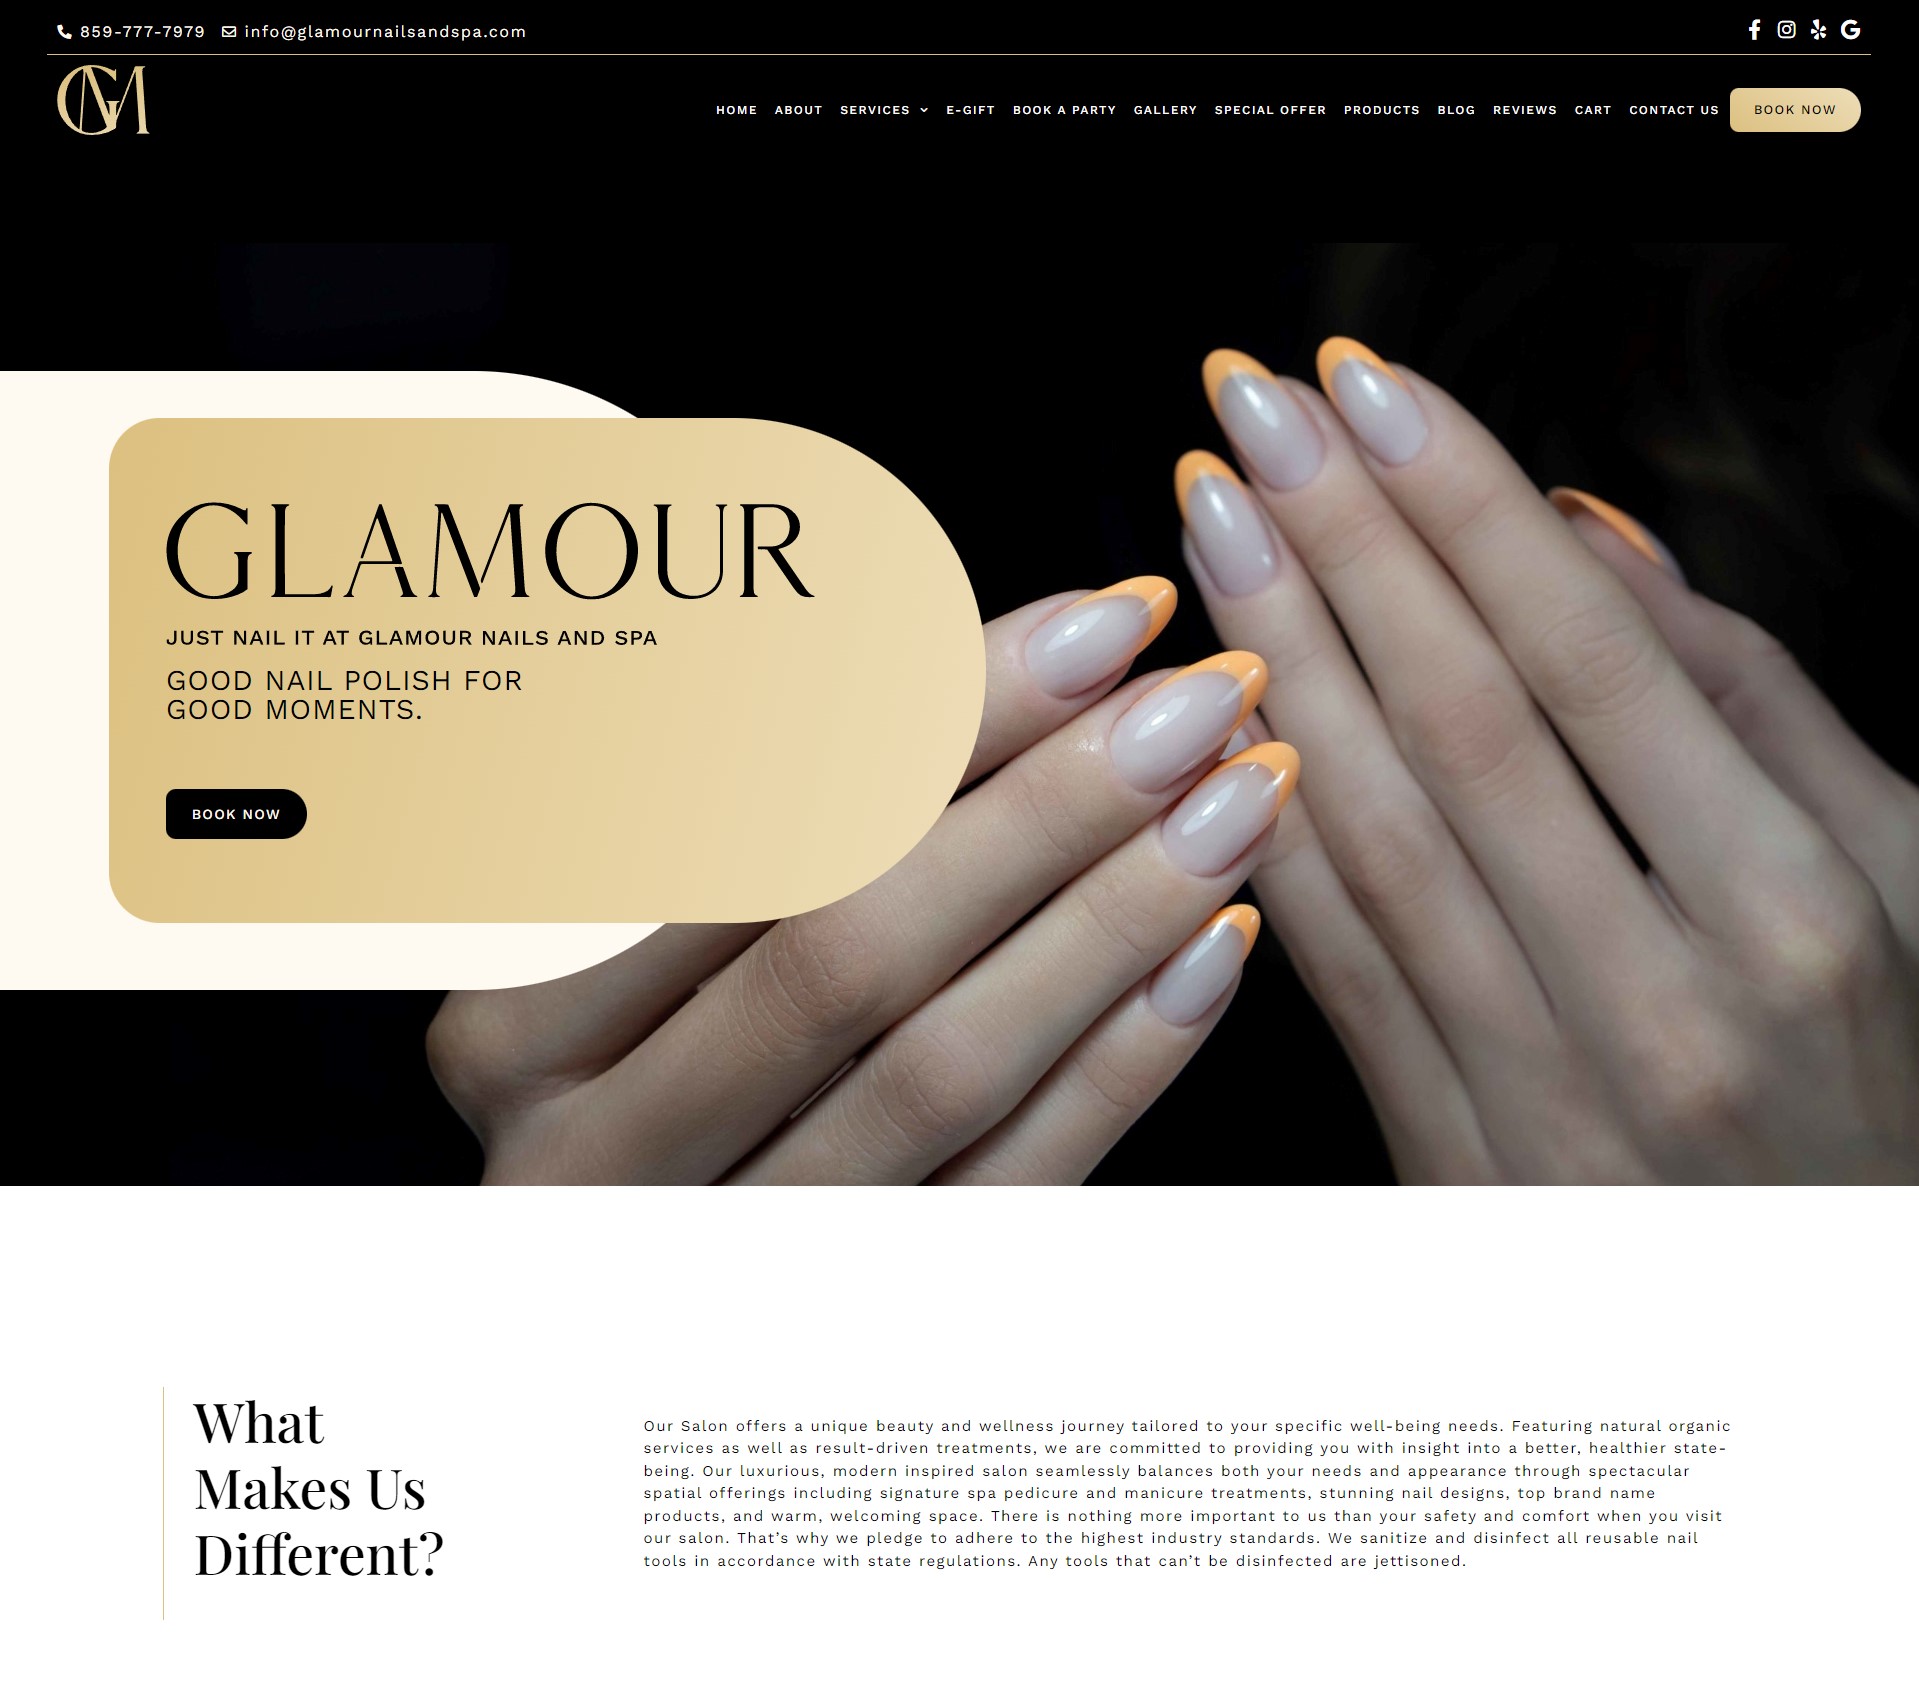 859-777-7979 info@glamournailsandspa.com
GM
HOME ABOUT SERVICES E-GIFT BOOK A PARTY GALLERY SPECIAL OFFER PRODUCTS BLOG REVIEWS CART CONTACT US BOOK NOW
GLAMOUR
JUST NAIL IT AT GLAMOUR NAILS AND SPA
GOOD NAIL POLISH FOR
GOOD MOMENTS.
BOOK NOW
What
Makes Us
Different?
Our Salon offers a unique beauty and wellness journey tailored to your specific well-being needs. Featuring natural organic
services as well as result-driven treatments, we are committed to providing you with insight into a better, healthier state-
being. Our luxurious, modern inspired salon seamlessly balances both your needs and appearance through spectacular
spatial offerings including signature spa pedicure and manicure treatments, stunning nail designs, top brand name
products, and warm, welcoming space. There is nothing more important to us than your safety and comfort when you visit
our salon. That’s why we pledge to adhere to the highest industry standards. We sanitize and disinfect all reusable nail
tools in accordance with state regulations. Any tools that can’t be disinfected are jettisoned.